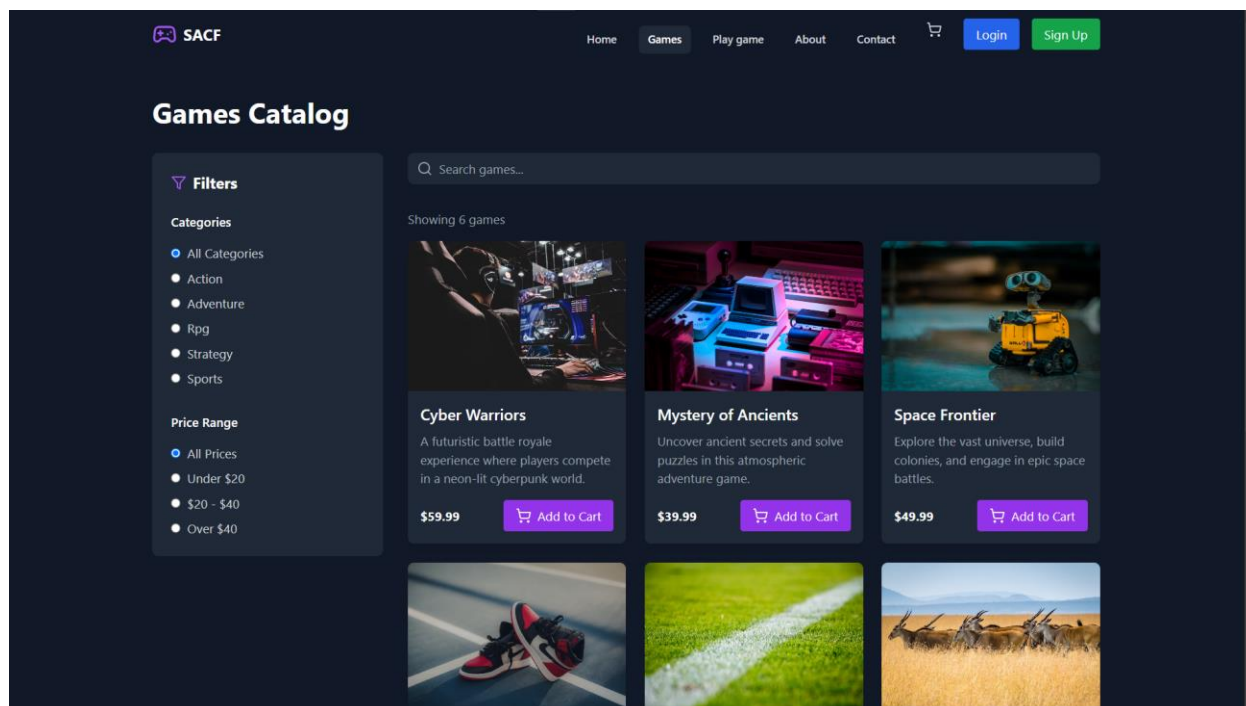 SACF
Home Games Play game About Contact Login Sign Up
Games Catalog
Filters
Categories
All Categories
Action
Adventure
Rpg
Strategy
Sports
Price Range
All Prices
Under $20
$20 - $40
Over $40
Search games...
Showing 6 games
Cyber Warriors
A futuristic battle royale
experience where players compete
in a neon-lit cyberpunk world.
$59.99 Add to Cart
Mystery of Ancients
Uncover ancient secrets and solve
puzzles in this atmospheric
adventure game.
$39.99 Add to Cart
Space Frontier
Explore the vast universe, build
colonies, and engage in epic space
battles.
$49.99 Add to Cart